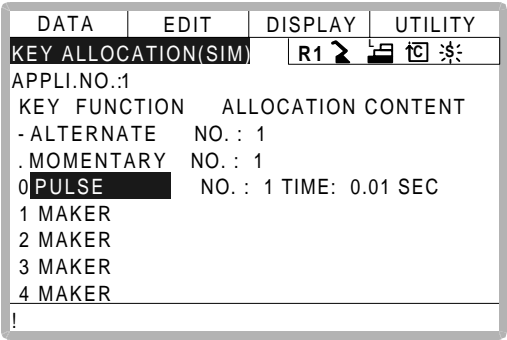 DATA EDIT DISPLAY UTILITY
KEY ALLOCATION(SIM) R1 C S
APPLI.NO.:1
KEY FUNCTION ALLOCATION CONTENT
- ALTERNATE NO. : 1
. MOMENTARY NO. : 1
0 PULSE NO. : 1 TIME: 0.01 SEC
1 MAKER
2 MAKER
3 MAKER
4 MAKER
!